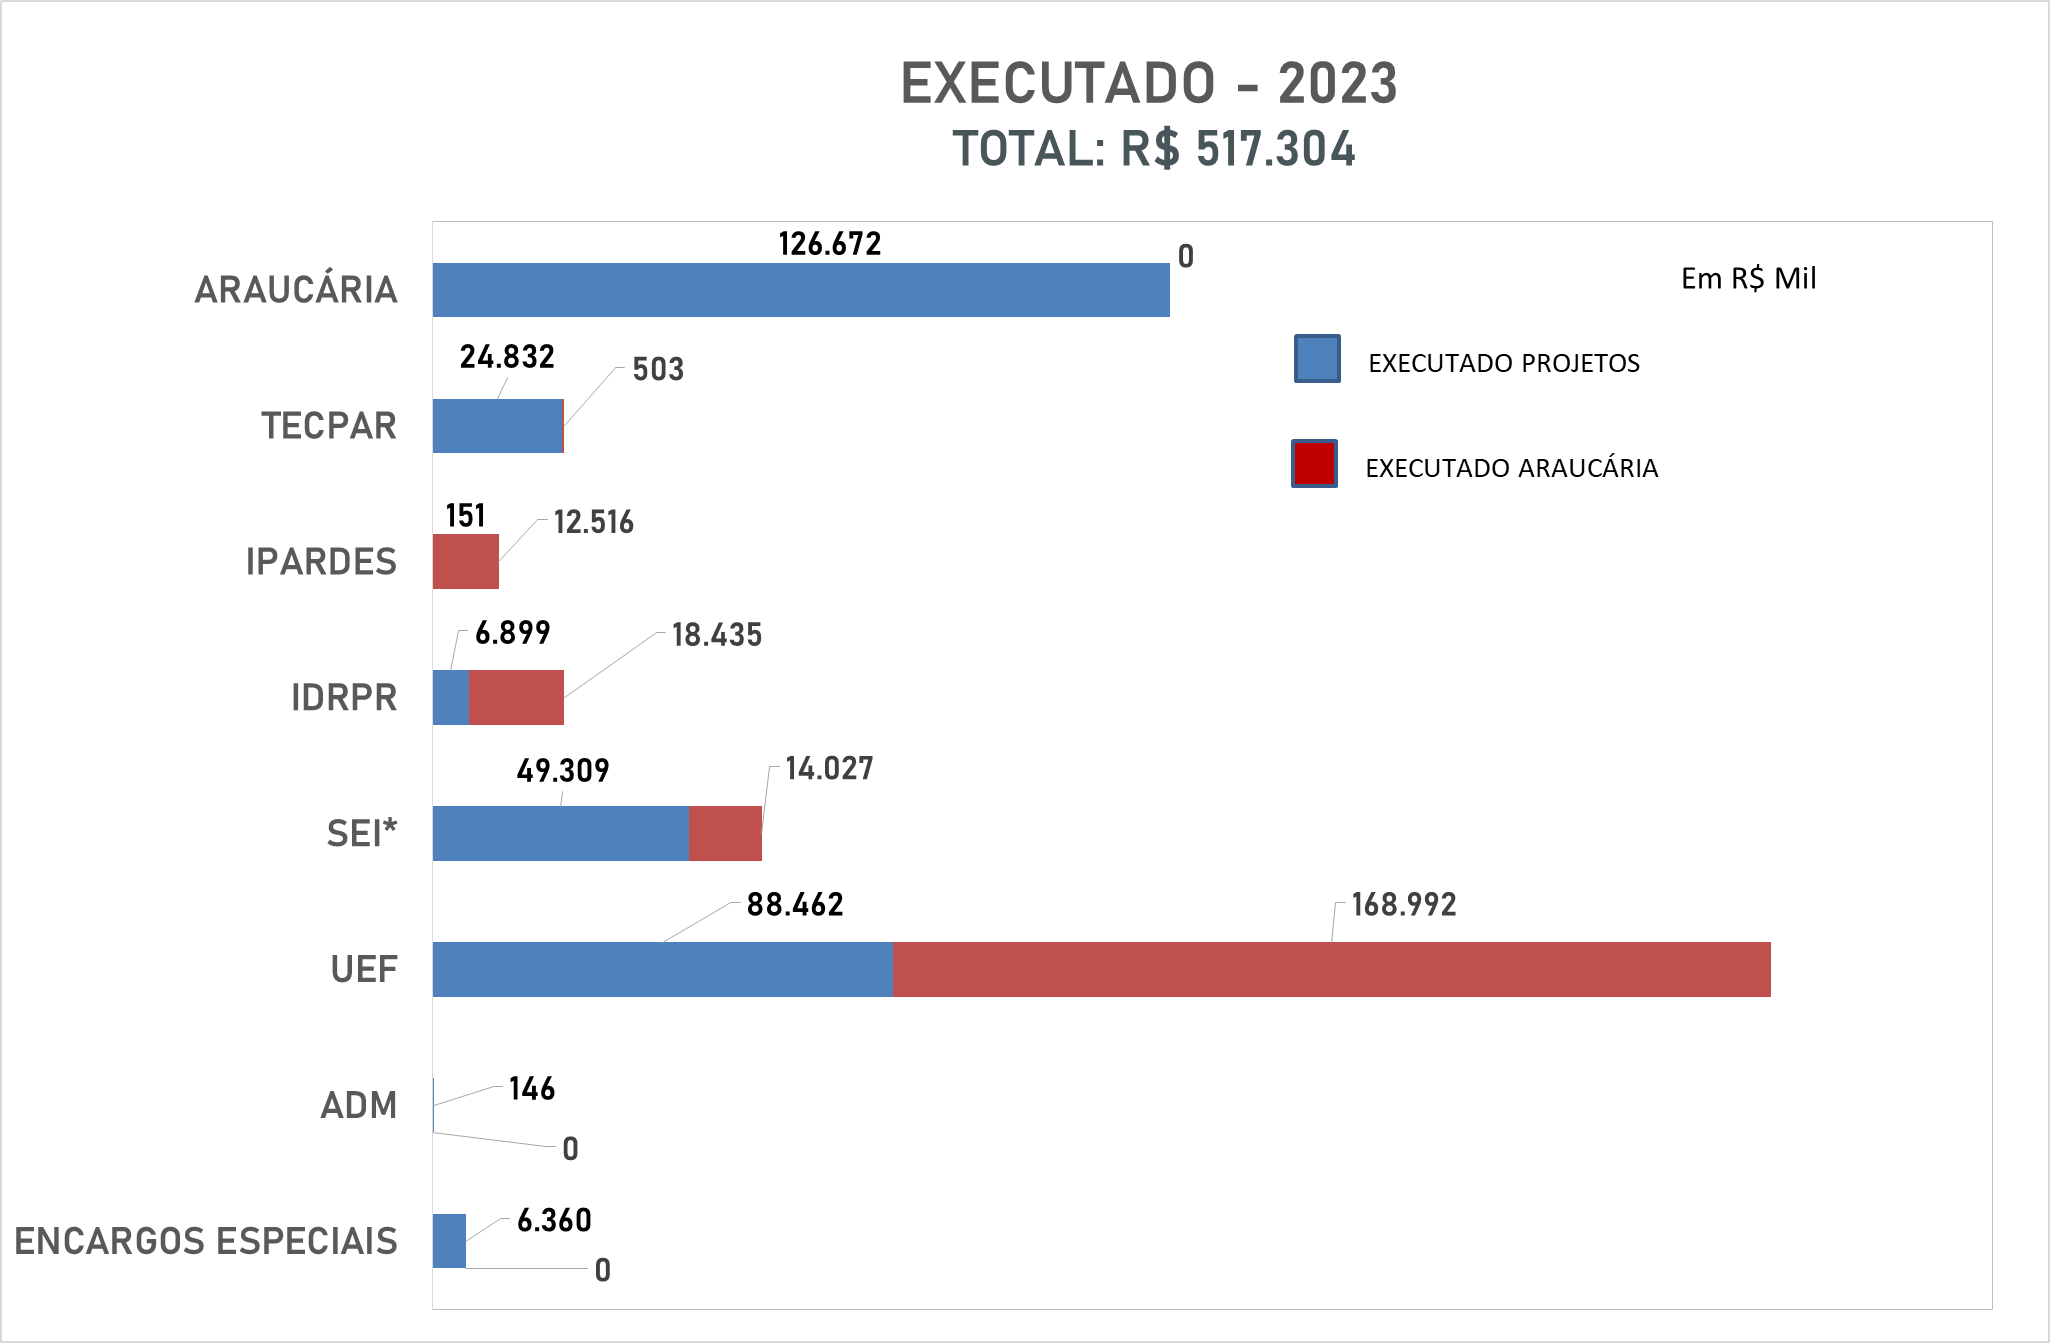 EXECUTADO - 2023
TOTAL: R$ 517.304
Em R$ Mil
EXECUTADO PROJETOS
EXECUTADO ARAUCÁRIA
ARAUCÁRIA
126.672
0
TECPAR
24.832
503
IPARDES
151
12.516
IDRPR
6.899
18.435
SEI*
49.309
14.027
UEF
88.462
168.992
ADM
146
0
ENCARGOS ESPECIAIS
6.360
0